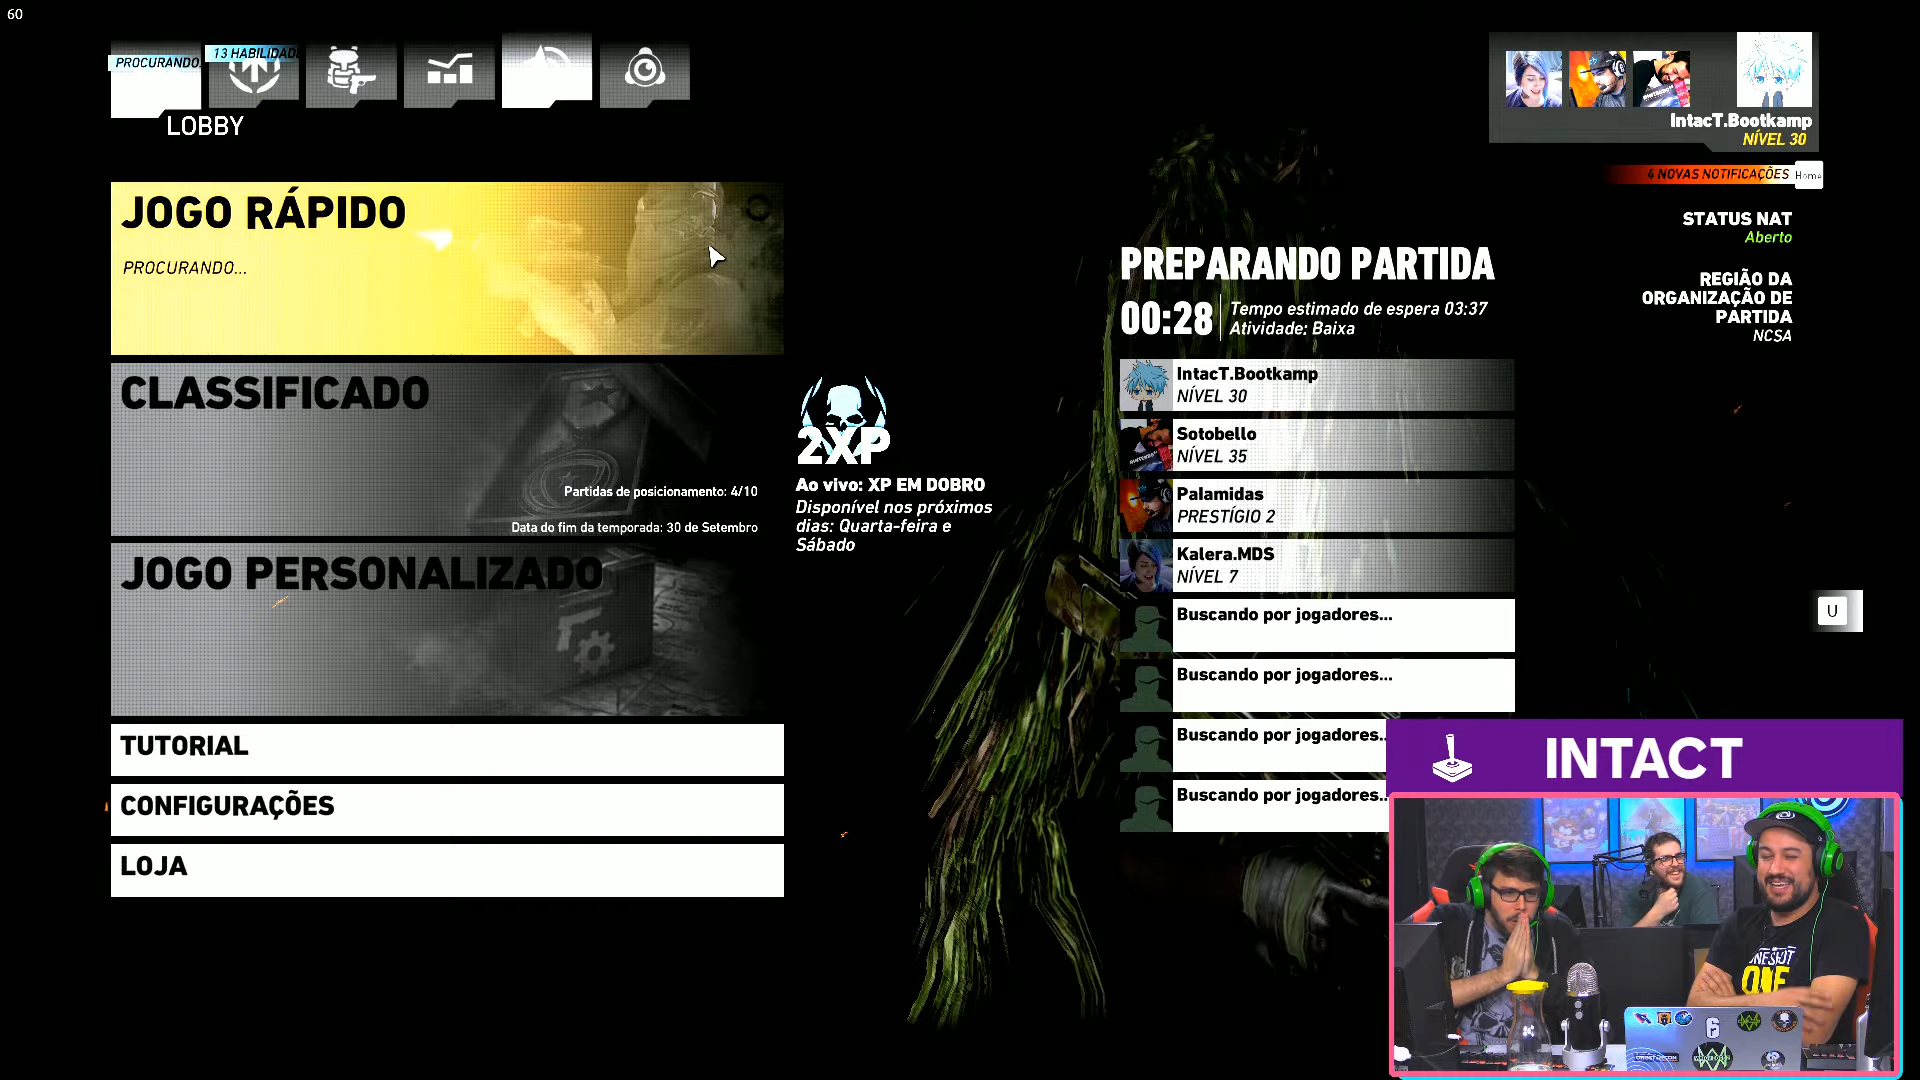 60
PROCURANDO.
13 HABILIDAD
LOBBY
IntacT.Bootkamp
NÍVEL 30
4 NOVAS NOTIFICAÇÕES
Home
STATUS NAT
Aberto
REGIÃO DA
ORGANIZAÇÃO DE
PARTIDA
NCSA
JOGO RÁPIDO
PROCURANDO...
CLASSIFICADO
Partidas de posicionamento: 4/10
Data do fim da temporada: 30 de Setembro
JOGO PERSONALIZADO
TUTORIAL
CONFIGURAÇÕES
LOJA
2XP
Ao vivo: XP EM DOBRO
Disponível nos próximos
dias: Quarta-feira e
Sábado
PREPARANDO PARTIDA
00:28
Tempo estimado de espera 03:37
Atividade: Baixa
IntacT.Bootkamp
NÍVEL 30
Sotobello
NÍVEL 35
Palamidas
PRESTÍGIO 2
Kalera.MDS
NÍVEL 7
Buscando por jogadores...
Buscando por jogadores...
Buscando por jogadores..
Buscando por jogadores..
U
INTACT
ONESHOT
ONE
6